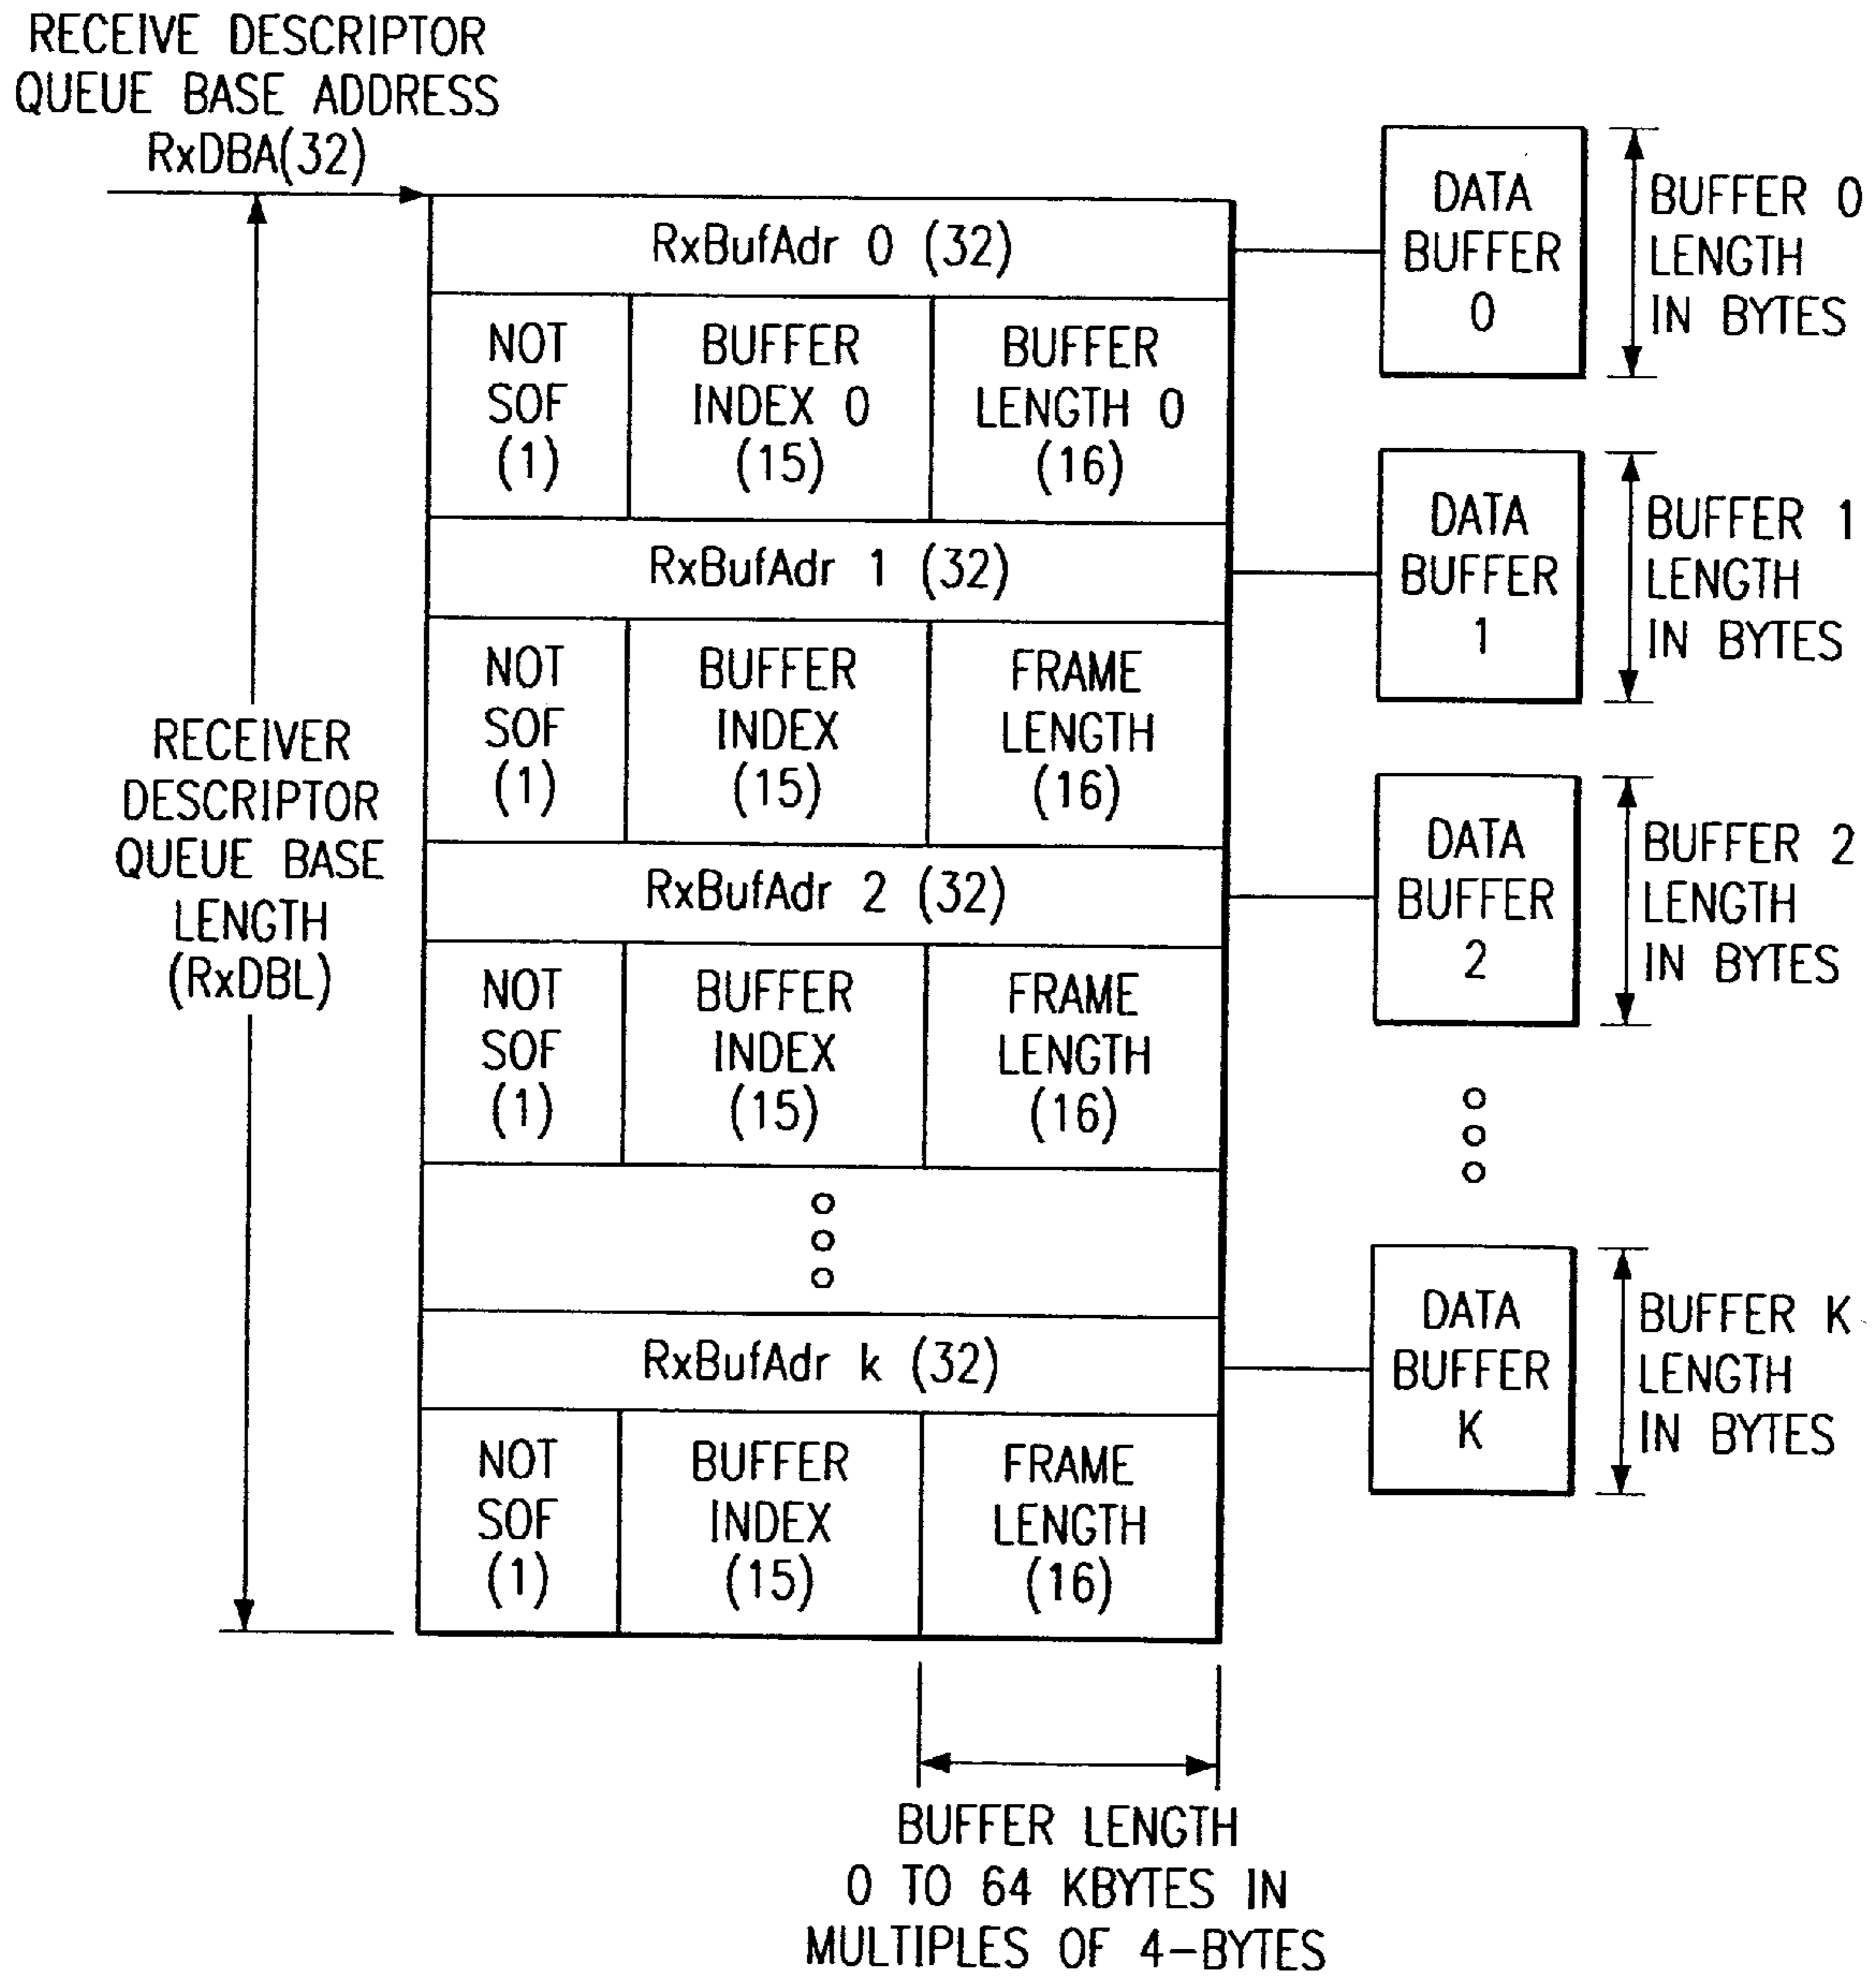 RECEIVE DESCRIPTOR
QUEUE BASE ADDRESS
RxDBA(32)
RxBufAdr 0 (32)
NOT
SOF
(1)
BUFFER
INDEX 0
(15)
BUFFER
LENGTH 0
(16)
RxBufAdr 1 (32)
NOT
SOF
(1)
BUFFER
INDEX
(15)
FRAME
LENGTH
(16)
RxBufAdr 2 (32)
NOT
SOF
(1)
BUFFER
INDEX
(15)
FRAME
LENGTH
(16)
RxBufAdr k (32)
NOT
SOF
(1)
BUFFER
INDEX
(15)
FRAME
LENGTH
(16)
RECEIVER
DESCRIPTOR
QUEUE BASE
LENGTH
(RxDBL)
DATA
BUFFER
0
BUFFER 0
LENGTH
IN BYTES
DATA
BUFFER
1
BUFFER 1
LENGTH
IN BYTES
DATA
BUFFER
2
BUFFER 2
LENGTH
IN BYTES
DATA
BUFFER
K
BUFFER K
LENGTH
IN BYTES
BUFFER LENGTH
0 TO 64 KBYTES IN
MULTIPLES OF 4-BYTES